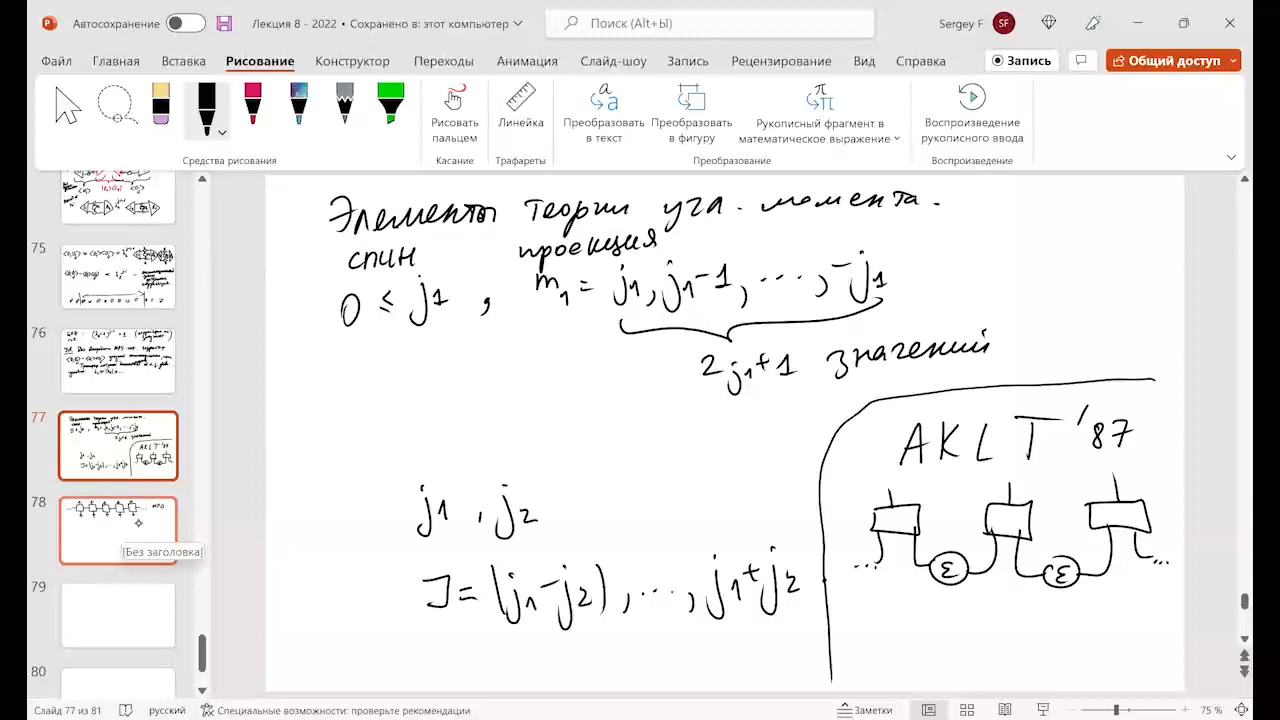 Автосохранение
Лекция 8 - 2022 • Сохранено в: этот компьютер
Поиск (Alt+Ы)
Sergey F
SF
Файл Главная Вставка Рисование Конструктор Переходы Анимация Слайд-шоу Запись Рецензирование Вид Справка
Запись
Общий доступ
Рисовать пальцем
Линейка
Преобразовать в текст
Преобразовать в фигуру
Рукописный фрагмент в математическое выражение
Воспроизведение рукописного ввода
Средства рисования
Касание
Трафареты
Преобразование
Воспроизведение
75
76
77
78
MPO
[Без заголовка]
79
80
Элементы теории угл. момента.
спин проекция
0 ≤ j1 , m1 = j1, j1-1, ..., -j1
2j1+1 значений
AKLT '87
j1 , j2
J = |j1-j2|, ..., j1+j2
... ε ε ...
Слайд 77 из 81
русский
Специальные возможности: проверьте рекомендации
Заметки
75 %